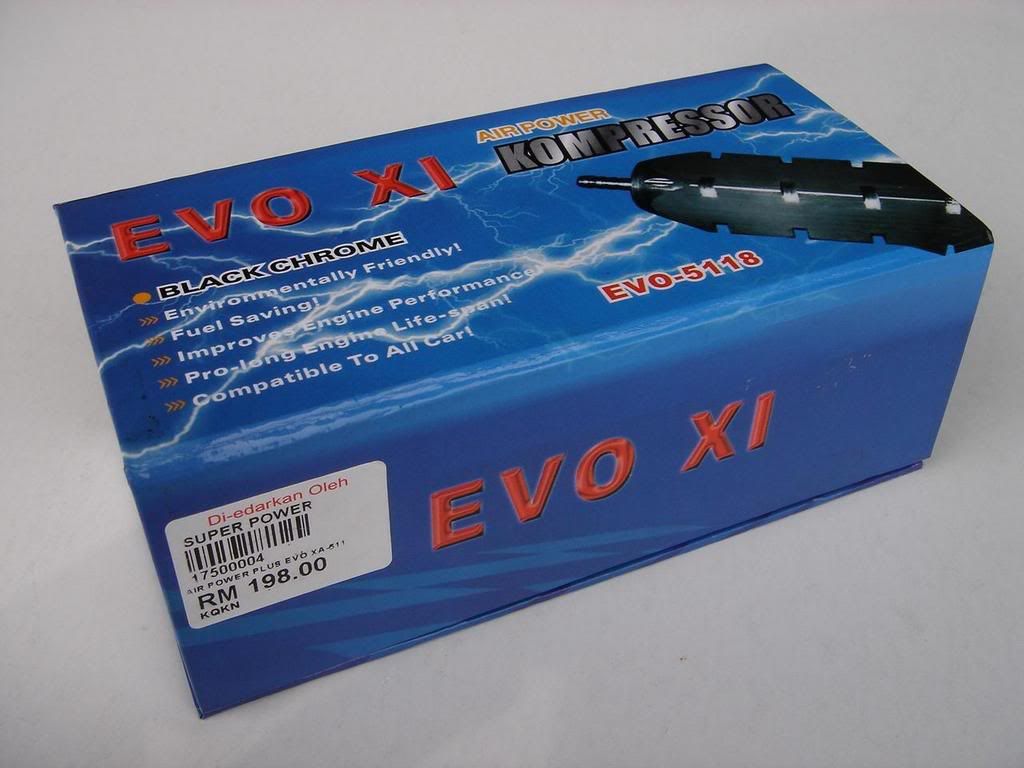 AIR POWER
KOMPRESSOR
EVO XI
BLACK CHROME
Environmentally Friendly!
Fuel Saving!
Improves Engine Performance
Pro-long Engine Life-span!
Compatible To All Car!
EVO-5118
EVO XI
Di-edarkan Oleh
SUPER POWER
17500004
AIR POWER PLUS EVO XA-511
RM 198.00
KQKN